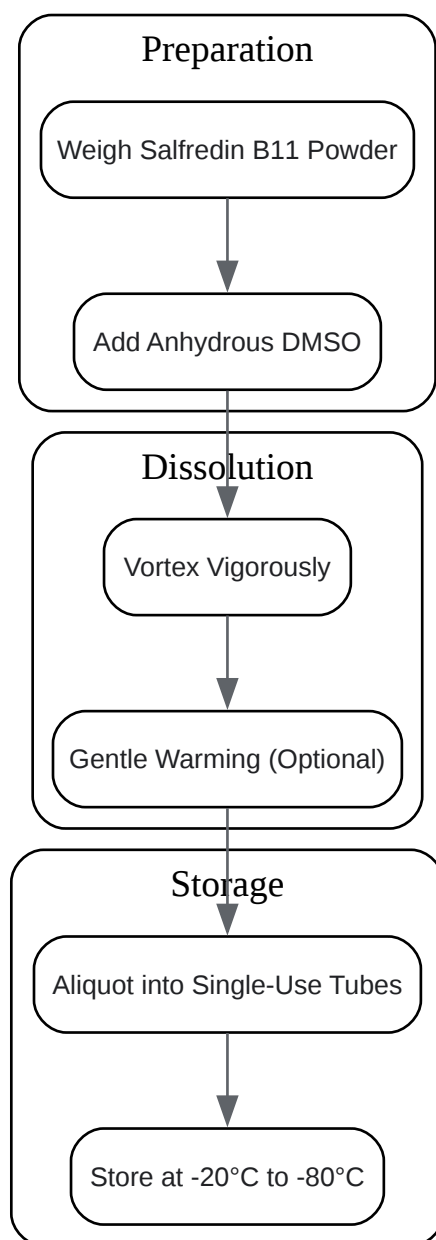 Preparation
Weigh Salfredin B11 Powder
Add Anhydrous DMSO
Dissolution
Vortex Vigorously
Gentle Warming (Optional)
Storage
Aliquot into Single-Use Tubes
Store at -20°C to -80°C